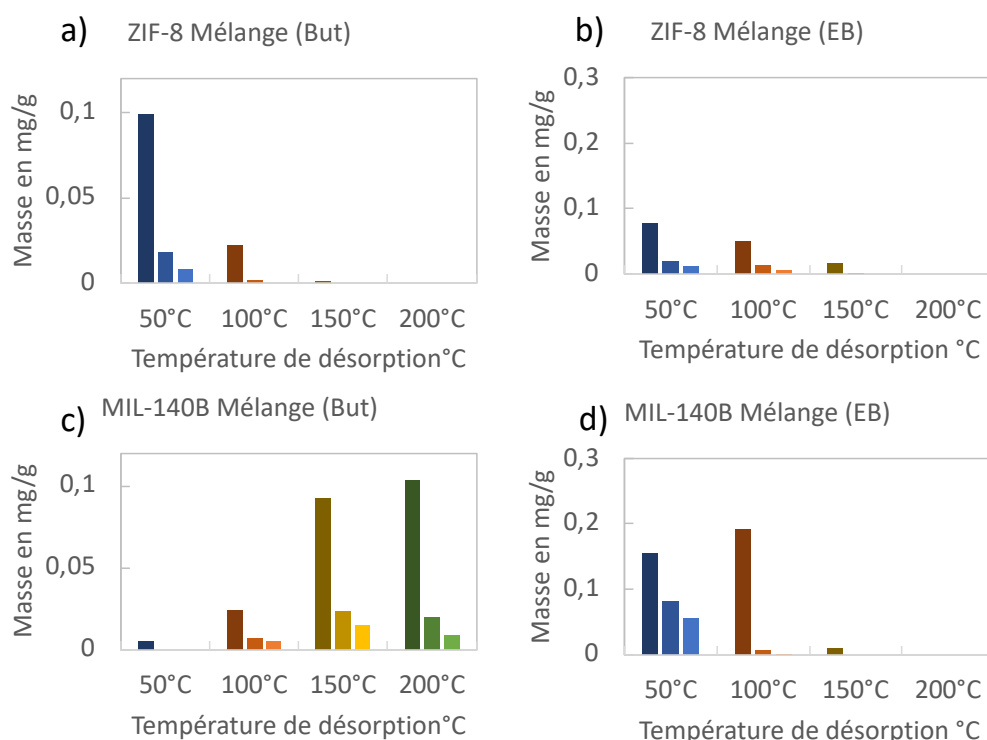 a) ZIF-8 Mélange (But)
Masse en mg/g
0,1
0,05
0
50°C 100°C 150°C 200°C
Température de désorption°C
b) ZIF-8 Mélange (EB)
Masse en mg/g
0,3
0,2
0,1
0
50°C 100°C 150°C 200°C
Température de désorption °C
c) MIL-140B Mélange (But)
Masse en mg/g
0,1
0,05
0
50°C 100°C 150°C 200°C
Température de désorption°C
d) MIL-140B Mélange (EB)
Masse en mg/g
0,3
0,2
0,1
0
50°C 100°C 150°C 200°C
Température de désorption °C